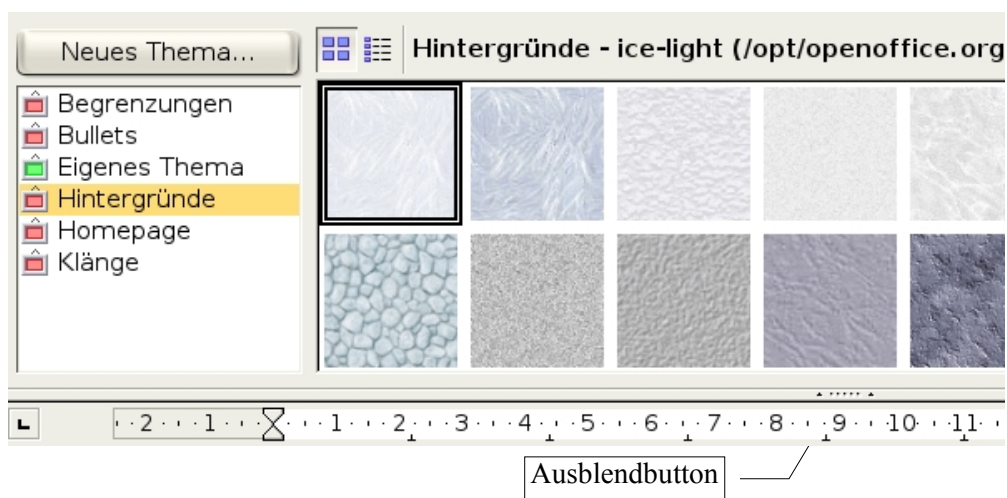 Neues Thema...
Hintergründe - ice-light (/opt/openoffice.org
Begrenzungen
Bullets
Eigenes Thema
Hintergründe
Homepage
Klänge
2 1 1 2 3 4 5 6 7 8 9 10 11
Ausblendbutton